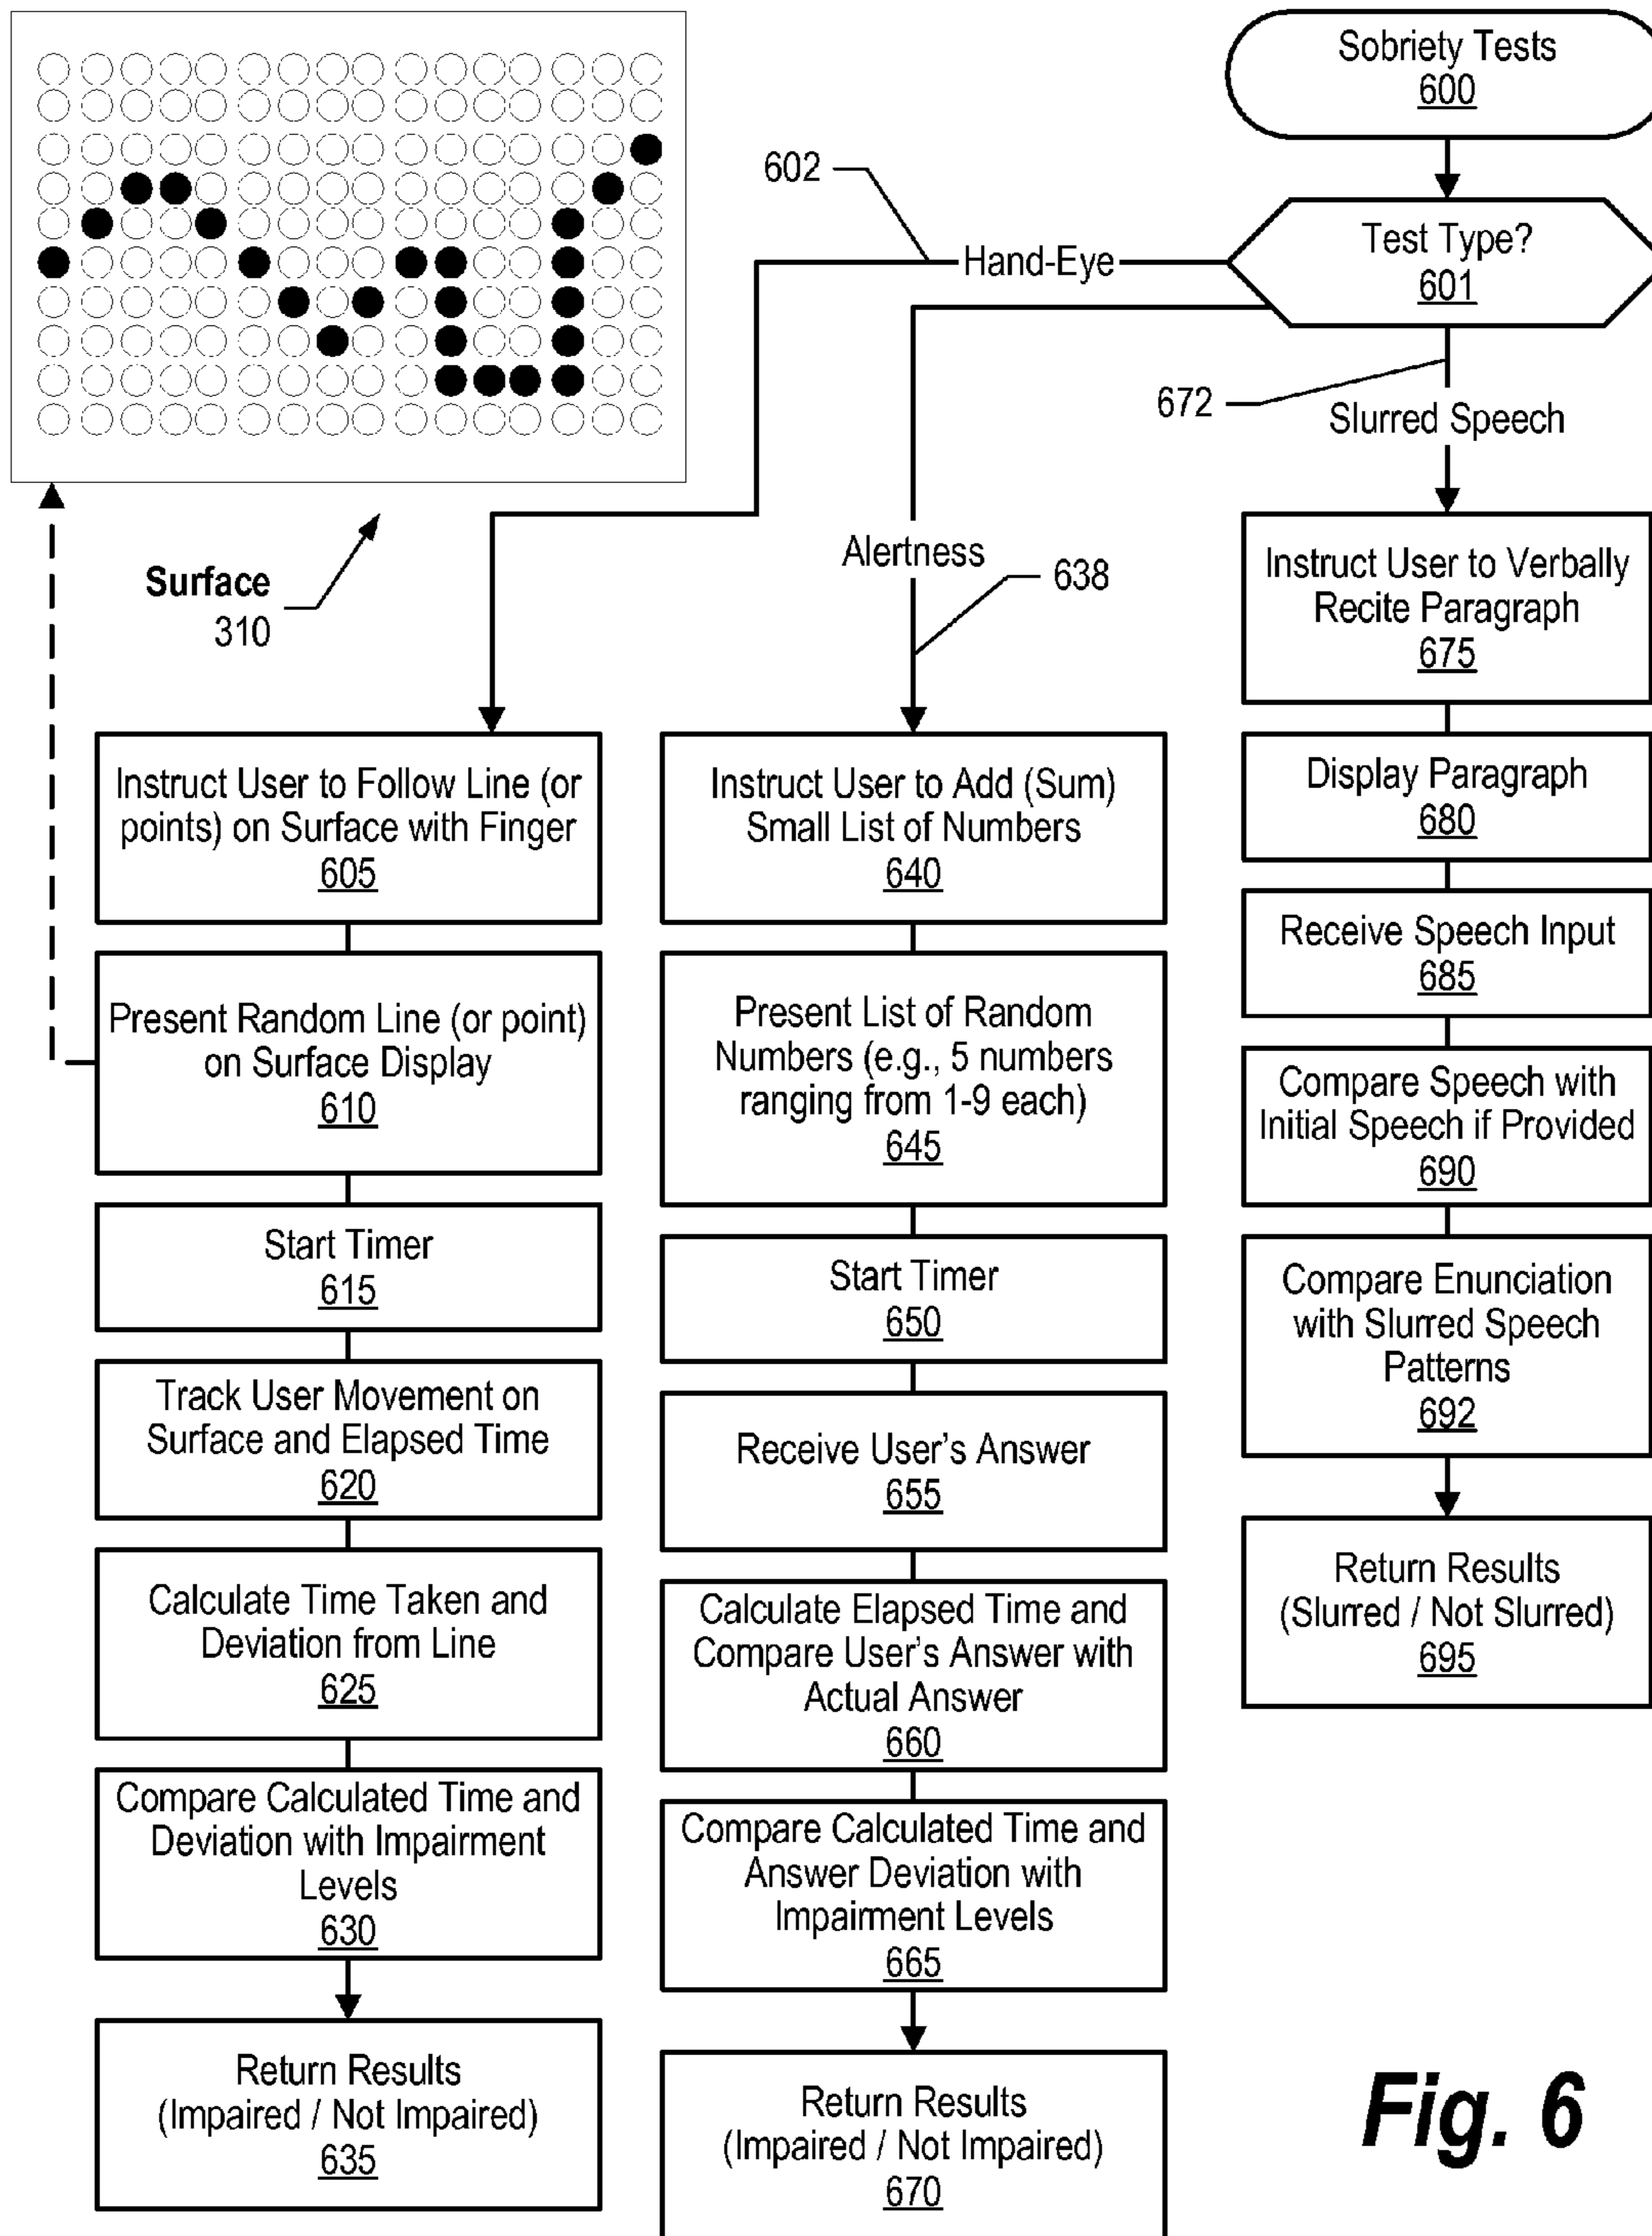 Sobriety Tests
600
602
Hand-Eye
Test Type?
601
672
Slurred Speech
Surface
310
Alertness
638
Instruct User to Follow Line (or
points) on Surface with Finger
605
Present Random Line (or point)
on Surface Display
610
Start Timer
615
Track User Movement on
Surface and Elapsed Time
620
Calculate Time Taken and
Deviation from Line
625
Compare Calculated Time and
Deviation with Impairment
Levels
630
Return Results
(Impaired / Not Impaired)
635
Instruct User to Add (Sum)
Small List of Numbers
640
Present List of Random
Numbers (e.g., 5 numbers
ranging from 1-9 each)
645
Start Timer
650
Receive User's Answer
655
Calculate Elapsed Time and
Compare User's Answer with
Actual Answer
660
Compare Calculated Time and
Answer Deviation with
Impairment Levels
665
Return Results
(Impaired / Not Impaired)
670
Instruct User to Verbally
Recite Paragraph
675
Display Paragraph
680
Receive Speech Input
685
Compare Speech with
Initial Speech if Provided
690
Compare Enunciation
with Slurred Speech
Patterns
692
Return Results
(Slurred / Not Slurred)
695
Fig. 6